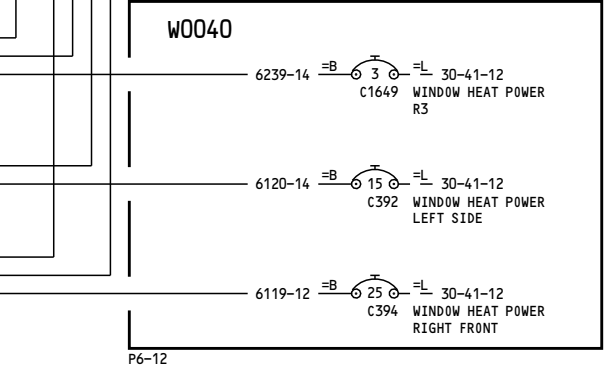 W0040
6239-14 =B 3 =L 30-41-12
C1649 WINDOW HEAT POWER
R3
6120-14 =B 15 =L 30-41-12
C392 WINDOW HEAT POWER
LEFT SIDE
6119-12 =B 25 =L 30-41-12
C394 WINDOW HEAT POWER
RIGHT FRONT
P6-12